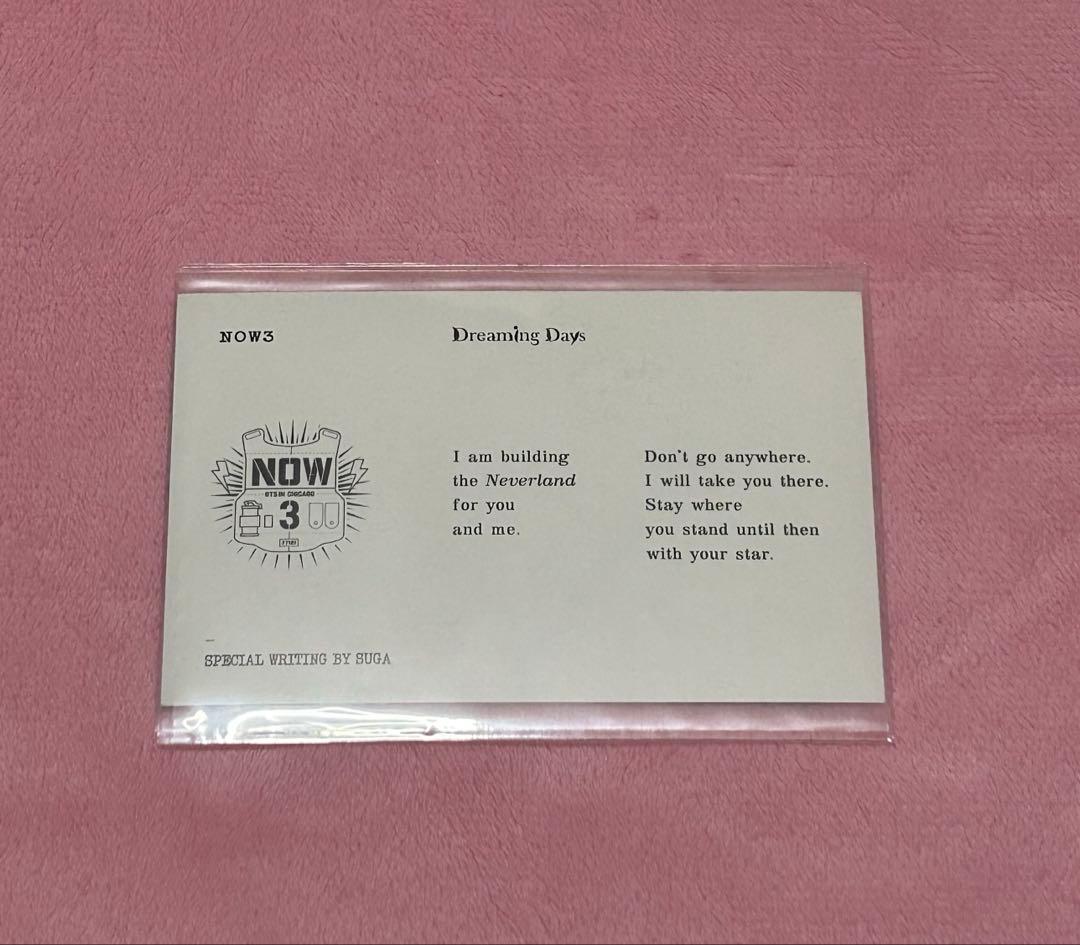 NOW3
Dreaming Days
NOW
BTS IN CHICAGO
3
I am building
the Neverland
for you
and me.
Don't go anywhere.
I will take you there.
Stay where
you stand until then
with your star.
SPECIAL WRITING BY SUGA